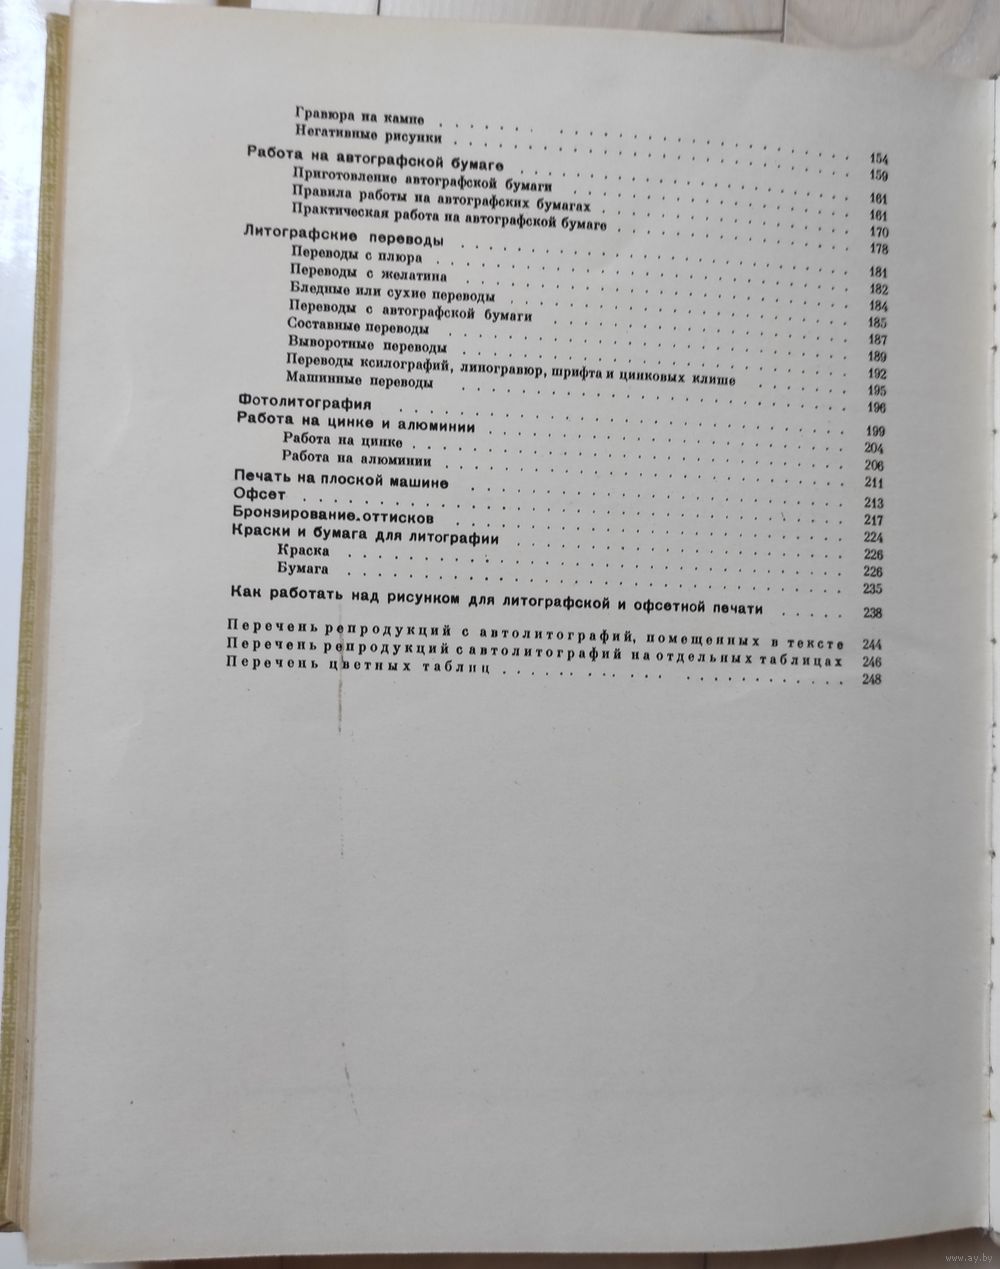 Гравюра на камне . . . . . 154
Негативные рисунки . . . . . 159
Работа на автографской бумаге . . . . . 161
Приготовление автографской бумаги . . . . . 161
Правила работы на автографских бумагах . . . . . 170
Практическая работа на автографской бумаге . . . . . 178
Литографские переводы . . . . . 181
Переводы с плюра . . . . . 182
Переводы с желатина . . . . . 184
Бледные или сухие переводы . . . . . 185
Переводы с автографской бумаги . . . . . 187
Составные переводы . . . . . 189
Выворотные переводы . . . . . 192
Переводы ксилографий, линогравюр, шрифта и цинковых клише . . . . . 195
Машинные переводы . . . . . 196
Фотолитография . . . . . 199
Работа на цинке и алюминии . . . . . 204
Работа на цинке . . . . . 206
Работа на алюминии . . . . . 211
Печать на плоской машине . . . . . 213
Офсет . . . . . 217
Бронзирование оттисков . . . . . 224
Краски и бумага для литографии . . . . . 226
Краска . . . . . 226
Бумага . . . . . 235
Как работать над рисунком для литографской и офсетной печати . . . . . 238
Перечень репродукций с автолитографий, помещенных в тексте 244
Перечень репродукций с автолитографий на отдельных таблицах 246
Перечень цветных таблиц . . . . . 248
www.ay.by